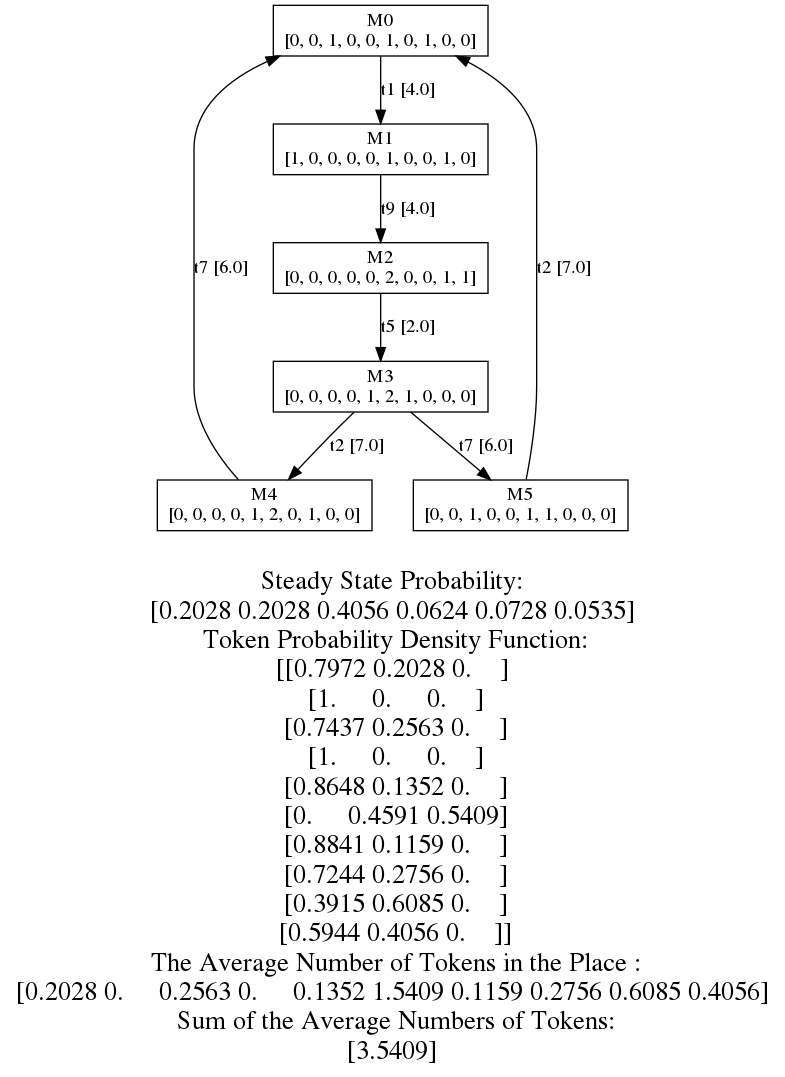 M0
[0, 0, 1, 0, 0, 1, 0, 1, 0, 0]
t1 [4.0]
M1
[1, 0, 0, 0, 0, 1, 0, 0, 1, 0]
t9 [4.0]
M2
[0, 0, 0, 0, 0, 2, 0, 0, 1, 1]
t7 [6.0]
t2 [7.0]
t5 [2.0]
M3
[0, 0, 0, 0, 1, 2, 1, 0, 0, 0]
t2 [7.0]
t7 [6.0]
M4
[0, 0, 0, 0, 1, 2, 0, 1, 0, 0]
M5
[0, 0, 1, 0, 0, 1, 1, 0, 0, 0]
Steady State Probability:
[0.2028 0.2028 0.4056 0.0624 0.0728 0.0535]
Token Probability Density Function:
[[0.7972 0.2028 0. ]
[1. 0. 0. ]
[0.7437 0.2563 0. ]
[1. 0. 0. ]
[0.8648 0.1352 0. ]
[0. 0.4591 0.5409]
[0.8841 0.1159 0. ]
[0.7244 0.2756 0. ]
[0.3915 0.6085 0. ]
[0.5944 0.4056 0. ]]
The Average Number of Tokens in the Place :
[0.2028 0. 0.2563 0. 0.1352 1.5409 0.1159 0.2756 0.6085 0.4056]
Sum of the Average Numbers of Tokens:
[3.5409]